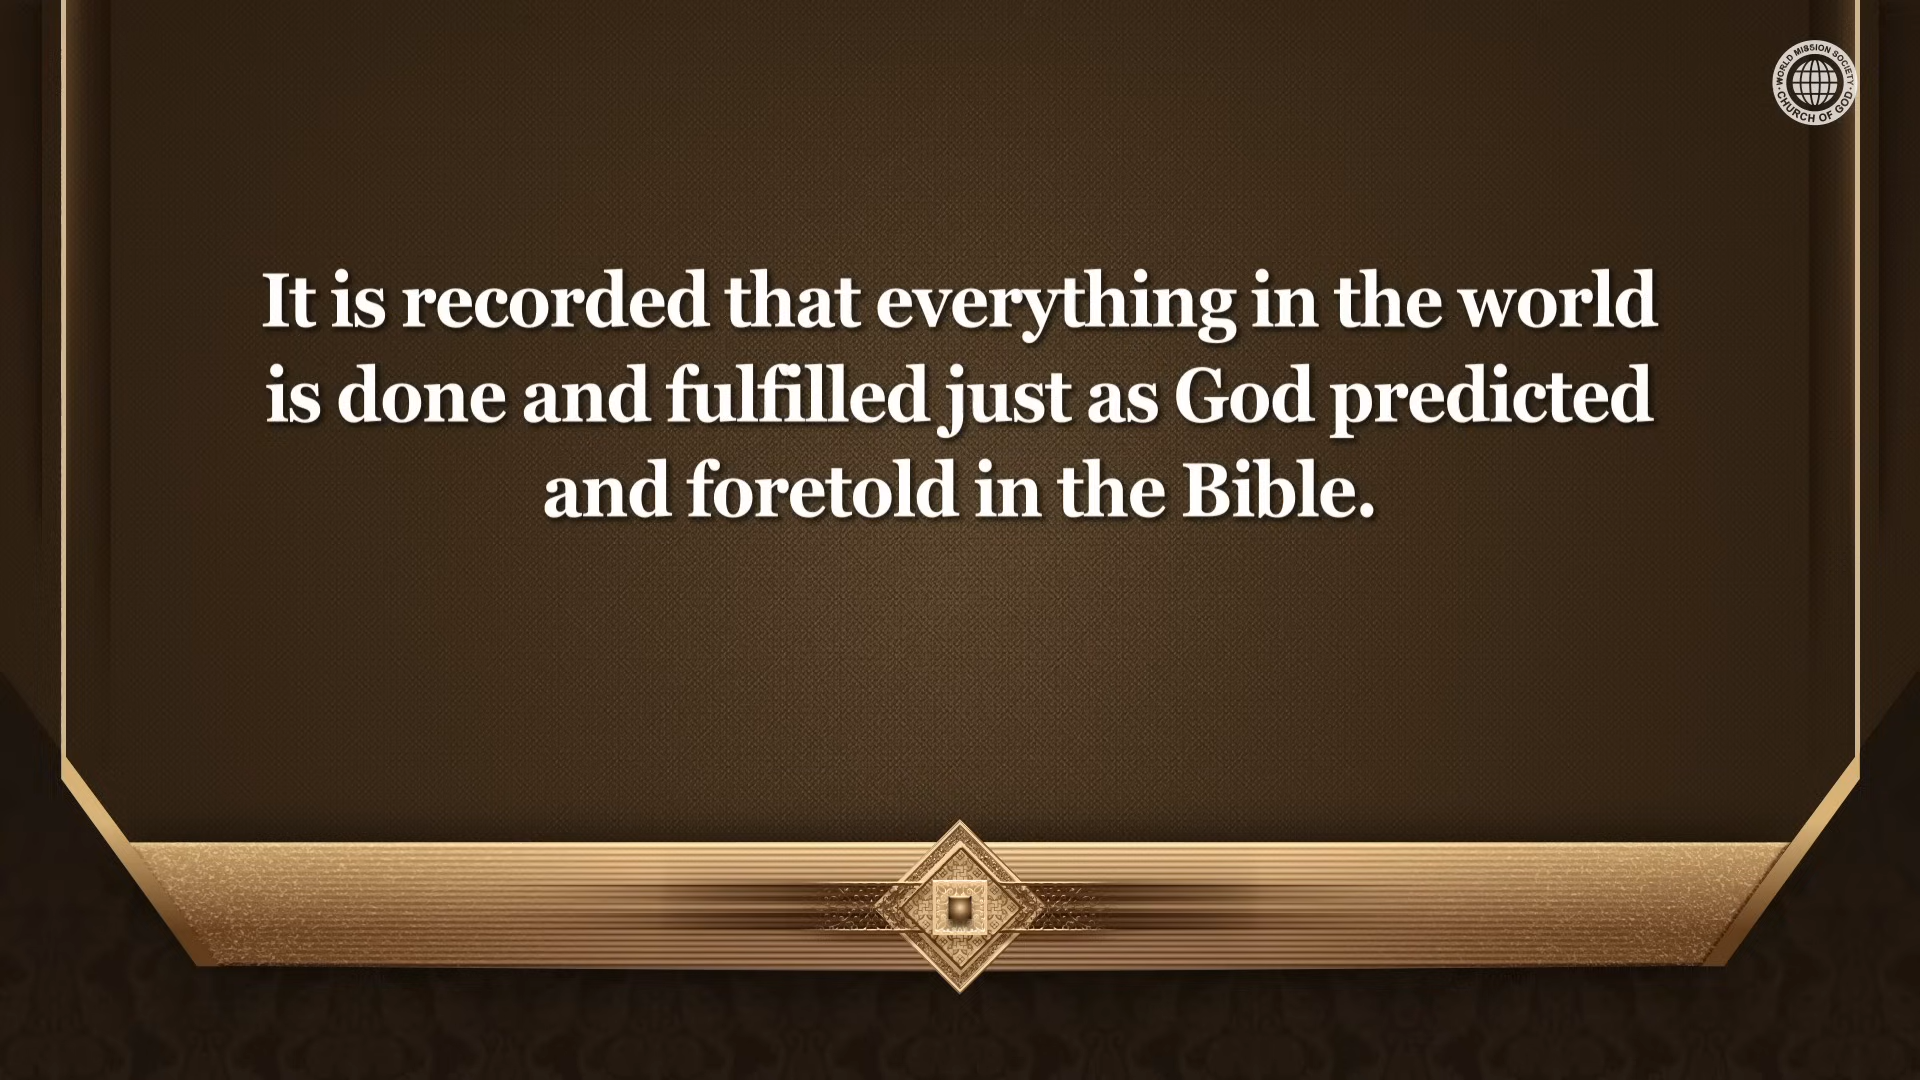 WORLD MISSION SOCIETY
CHURCH OF GOD
It is recorded that everything in the world
is done and fulfilled just as God predicted
and foretold in the Bible.